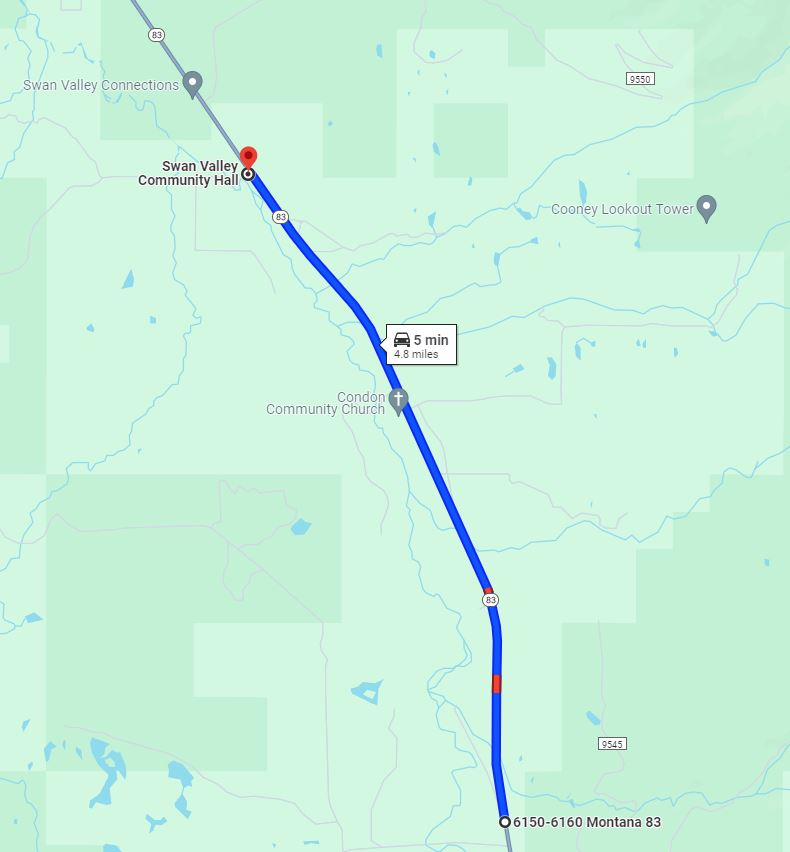 83
9550
Swan Valley Connections
Swan Valley
Community Hall
83
Cooney Lookout Tower
5 min
4.8 miles
Condon
Community Church
83
9545
6150-6160 Montana 83